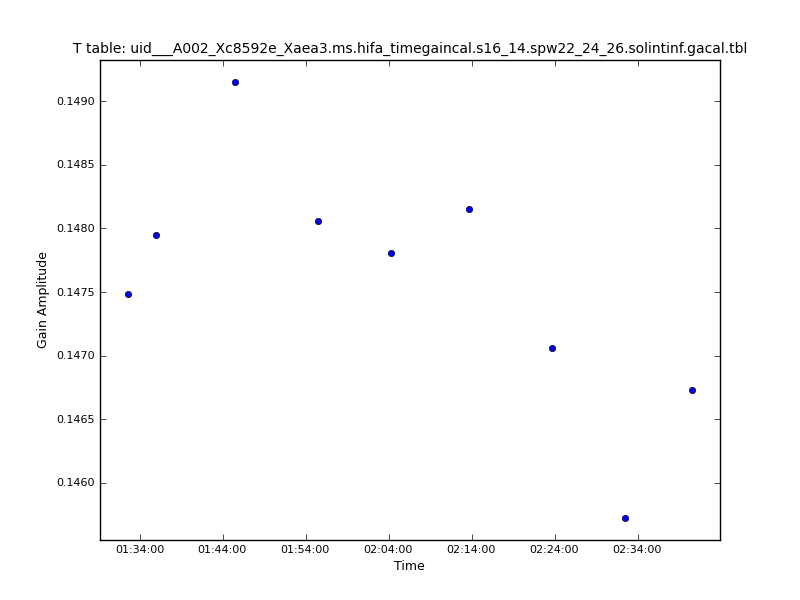 T table: uid___A002_Xc8592e_Xaea3.ms.hifa_timegaincal.s16_14.spw22_24_26.solintinf.gacal.tbl
0.1490
0.1485
0.1480
0.1475
0.1470
0.1465
0.1460
Gain Amplitude
01:34:00 01:44:00 01:54:00 02:04:00 02:14:00 02:24:00 02:34:00
Time